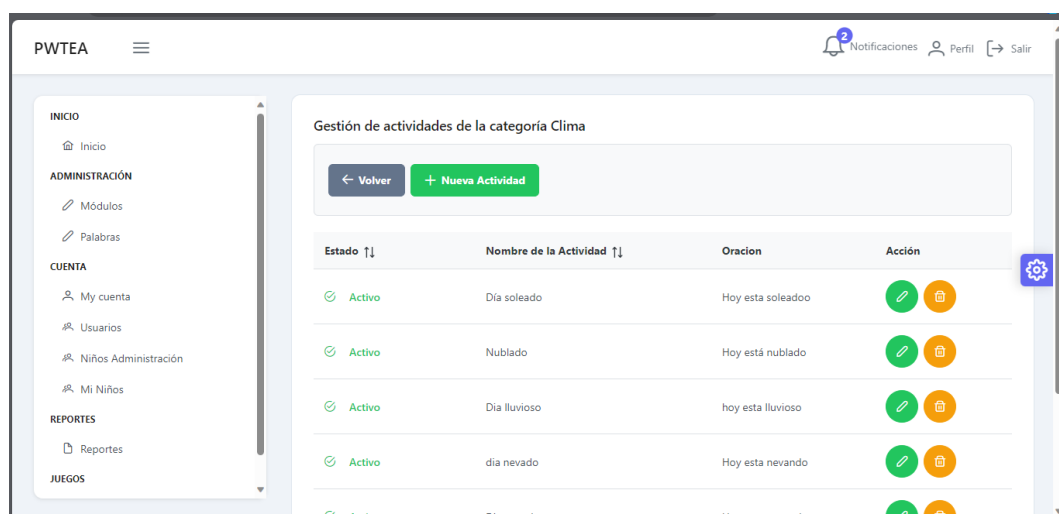 PWTEA
2
Notificaciones
Perfil
Salir
INICIO
Inicio
ADMINISTRACIÓN
Módulos
Palabras
CUENTA
My cuenta
Usuarios
Niños Administración
Mi Niños
REPORTES
Reportes
JUEGOS
Gestión de actividades de la categoría Clima
Volver
+ Nueva Actividad
Estado Nombre de la Actividad Oracion Acción
Activo Día soleado Hoy esta soleadoo
Activo Nublado Hoy está nublado
Activo Dia lluvioso hoy esta lluvioso
Activo dia nevado Hoy esta nevando